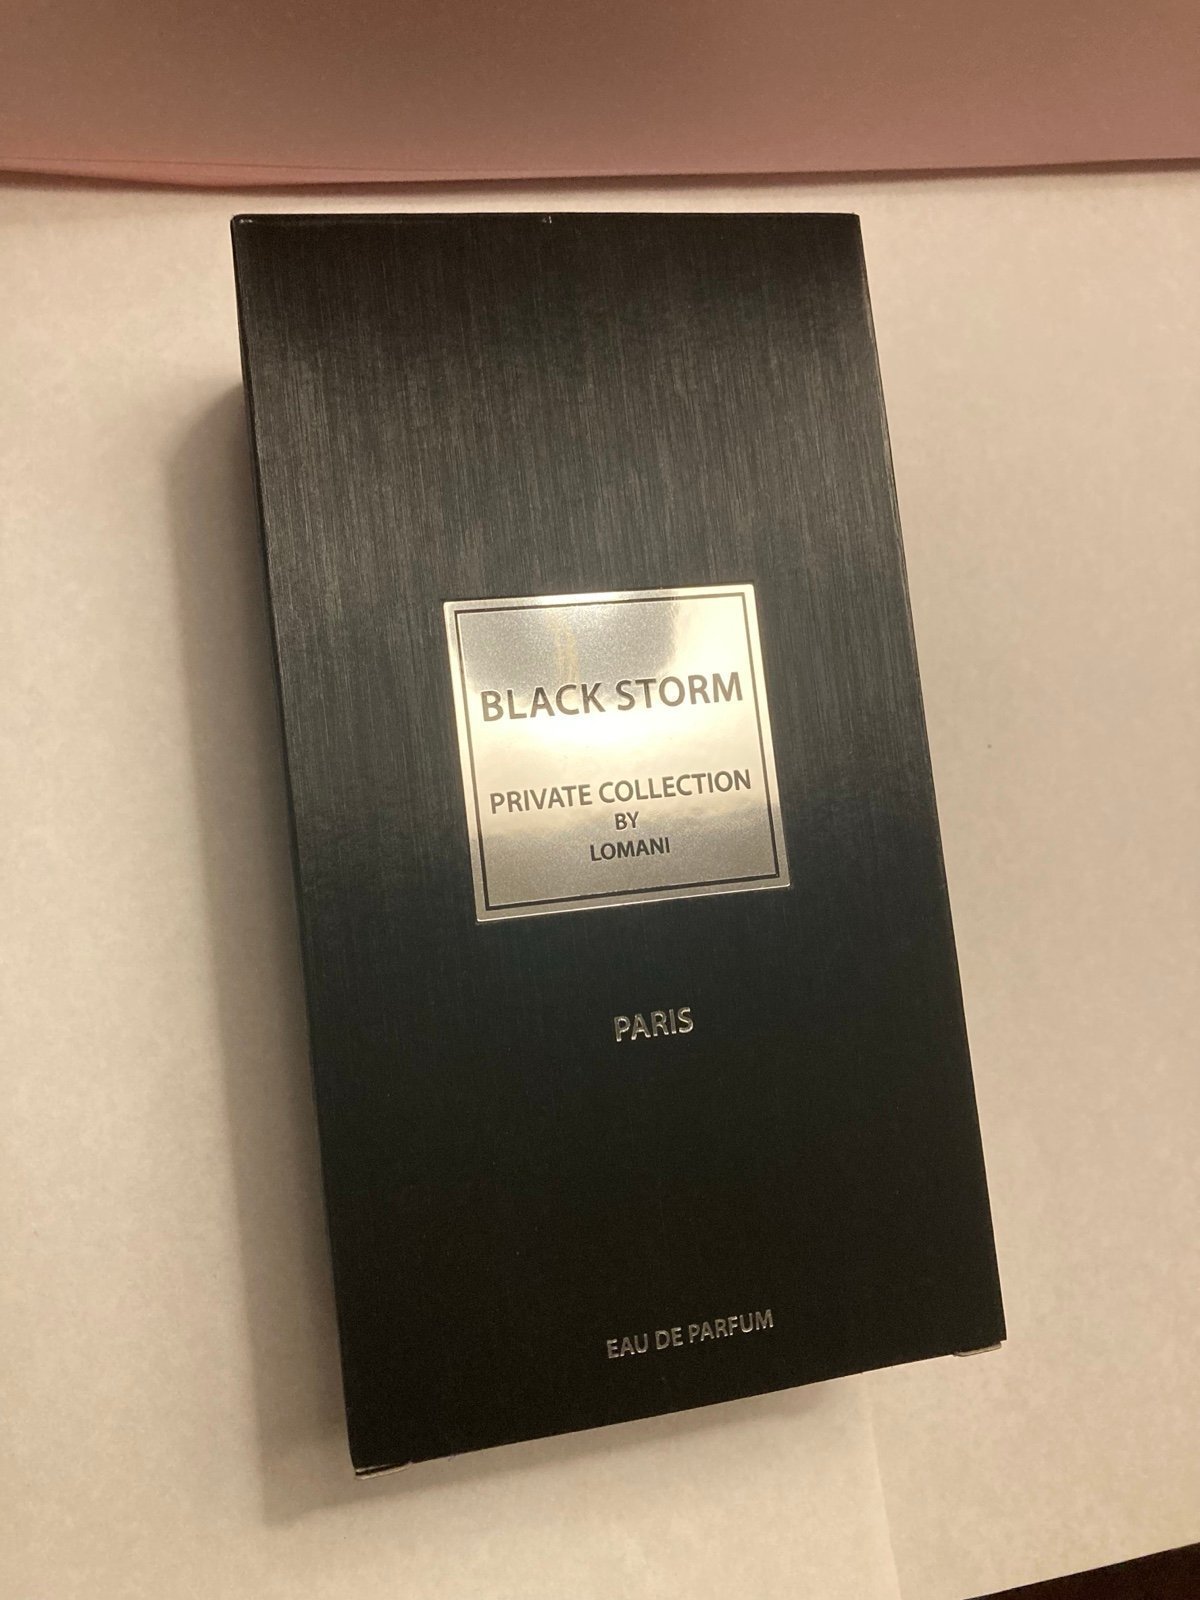 BLACK STORM
PRIVATE COLLECTION
BY
LOMANI
PARIS
EAU DE PARFUM